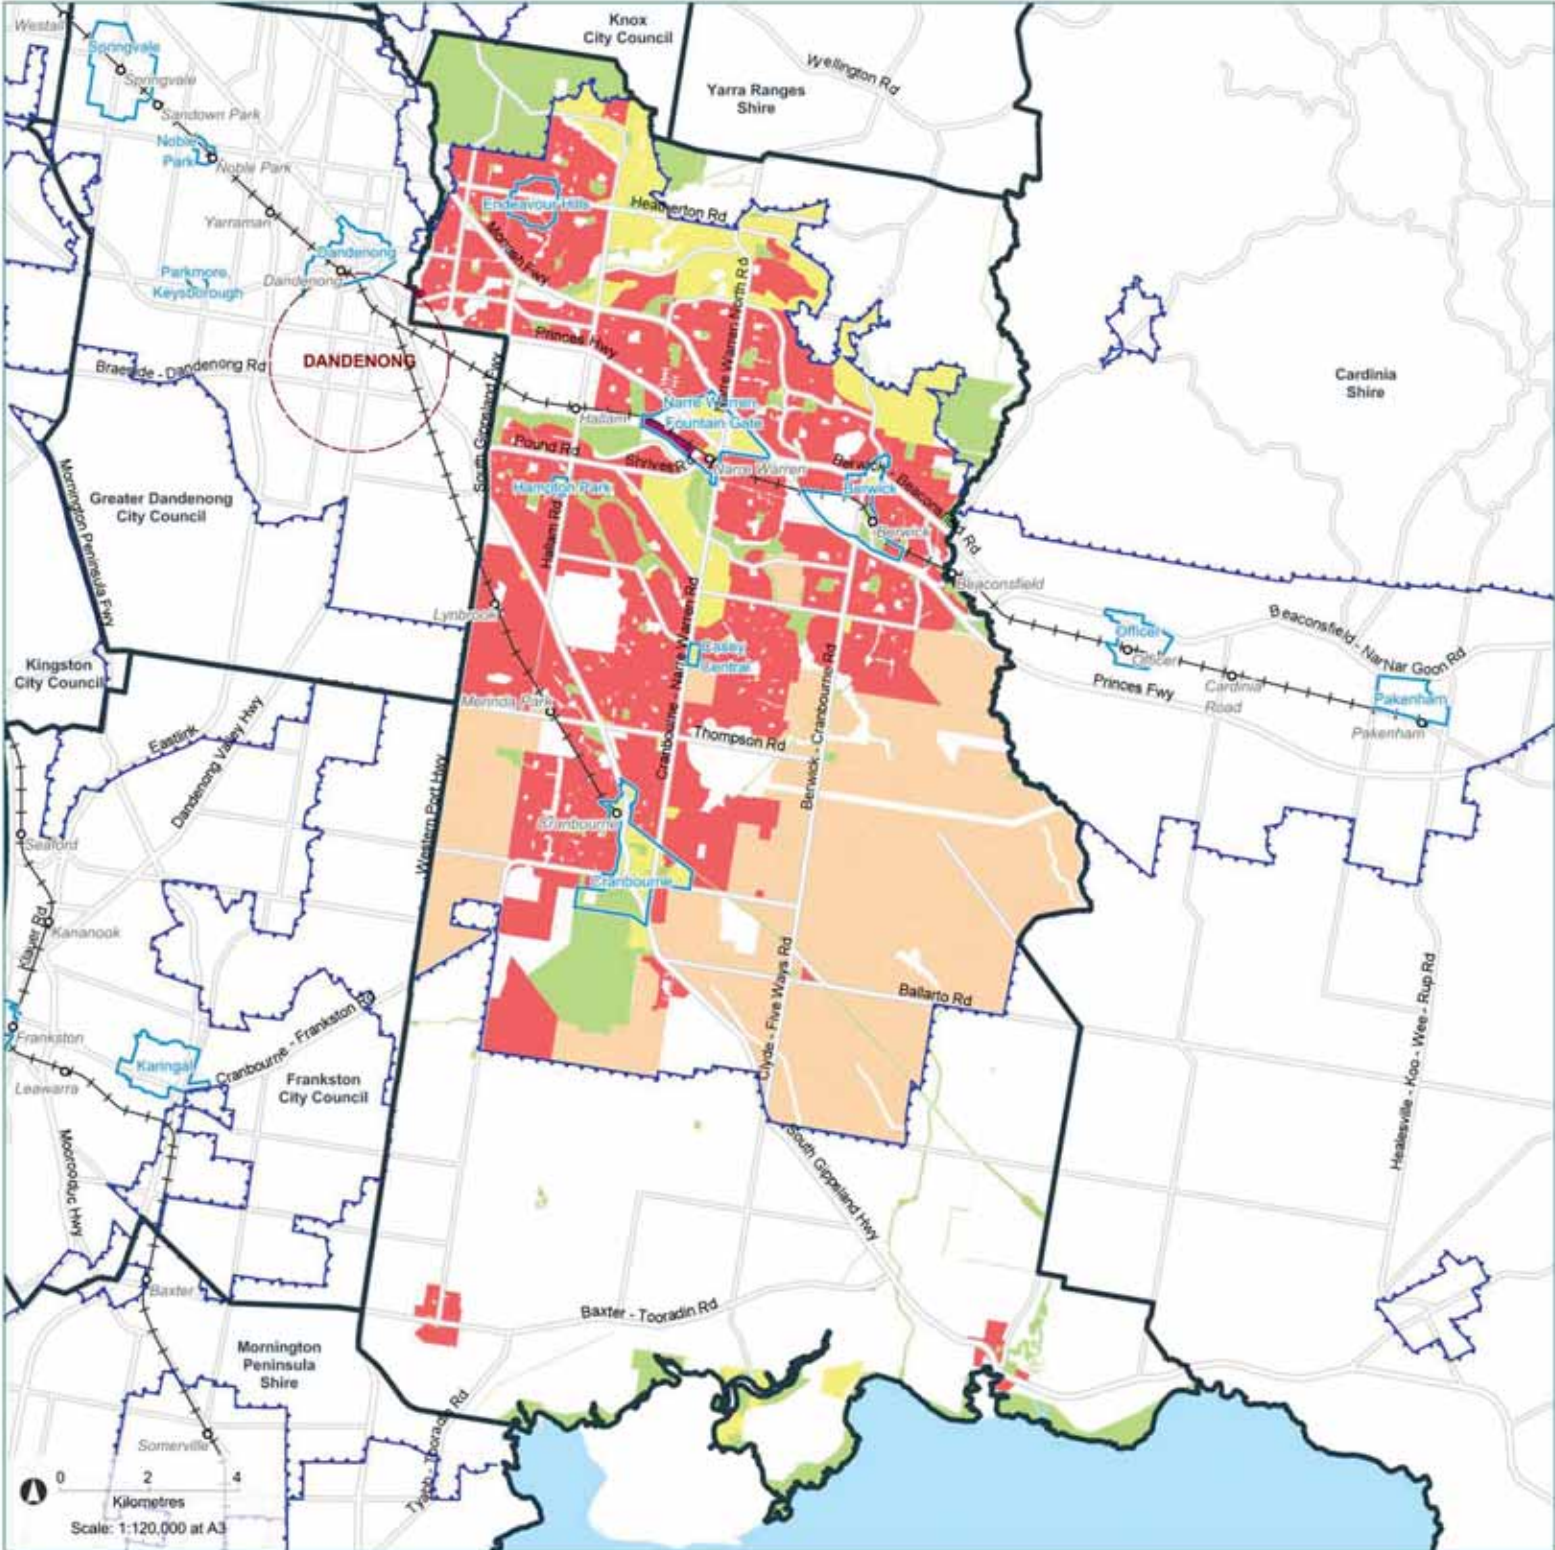 Westall
Knox
City Council
Springvale
Springvale
Wellington Rd
Yarra Ranges
Shire
Sandown Park
Noble
Park
Noble Park
Endeavour Hills
Heatherton Rd
Yarraman
Monash Fwy
Dandenong
Dandenong
Parkmore,
Keysborough
Narre Warren North Rd
Princes Hwy
DANDENONG
Braeside - Dandenong Rd
South Gippsland Fwy
Cardinia
Shire
Narre Warren
Fountain Gate
Hallam
Pound Rd
Shrives Rd
Narre Warren
Berwick - Beaconsfield Rd
Berwick
Hampton Park
Greater Dandenong
City Council
Mornington Peninsula Fwy
Hallam Rd
Berwick
Beaconsfield
Lynbrook
Beaconsfield - NarNar Goon Rd
Officer
Officer
Casey
Central
Kingston
City Council
Cranbourne Narre Warren Rd
Berwick - Cranbourne Rd
Princes Fwy
Cardinia
Road
Pakenham
Pakenham
Merinda Park
Thompson Rd
Eastlink
Dandenong Valley Hwy
Western Port Hwy
Cranbourne
Seaford
Cranbourne
Kananook
Clyde - Five Ways Rd
Ballarto Rd
Healesville - Koo - Wee - Rup Rd
Frankston
Karingal
Cranbourne - Frankston Rd
Leawarra
Frankston
City Council
Moorooduc Hwy
South Gippsland Hwy
Baxter
Baxter - Tooradin Rd
Mornington
Peninsula
Shire
Tyabb - Tooradin Rd
Somerville
0 2 4
Kilometres
Scale: 1:120,000 at A3